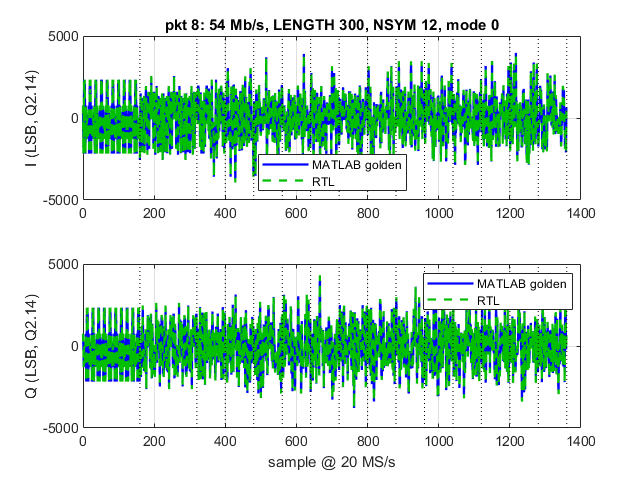 pkt 8: 54 Mb/s, LENGTH 300, NSYM 12, mode 0
5000
0
-5000
I (LSB, Q2.14)
0 200 400 600 800 1000 1200 1400
MATLAB golden
RTL
5000
0
-5000
Q (LSB, Q2.14)
0 200 400 600 800 1000 1200 1400
MATLAB golden
RTL
sample @ 20 MS/s